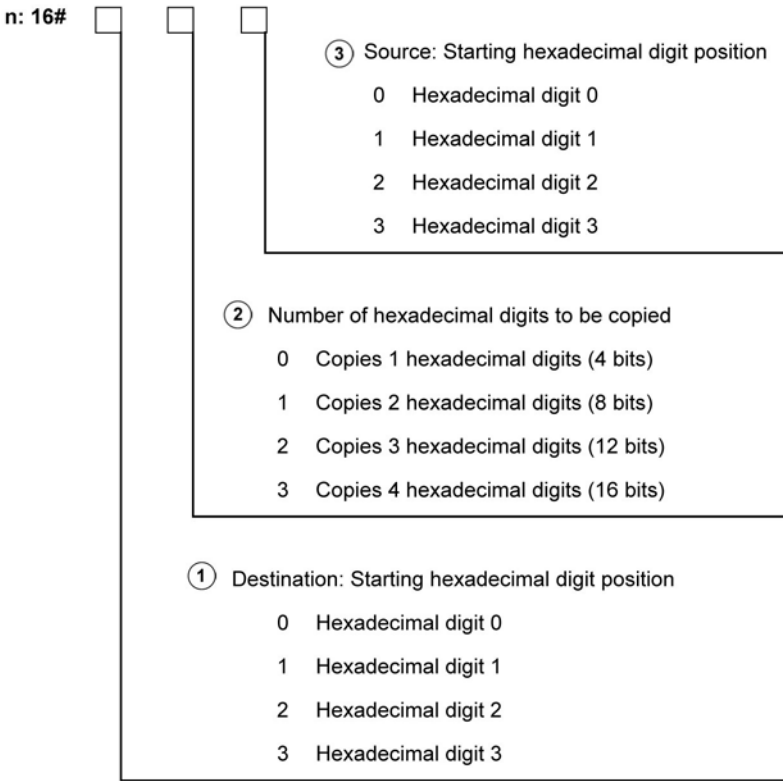 n: 16#
3 Source: Starting hexadecimal digit position
0 Hexadecimal digit 0
1 Hexadecimal digit 1
2 Hexadecimal digit 2
3 Hexadecimal digit 3
2 Number of hexadecimal digits to be copied
0 Copies 1 hexadecimal digits (4 bits)
1 Copies 2 hexadecimal digits (8 bits)
2 Copies 3 hexadecimal digits (12 bits)
3 Copies 4 hexadecimal digits (16 bits)
1 Destination: Starting hexadecimal digit position
0 Hexadecimal digit 0
1 Hexadecimal digit 1
2 Hexadecimal digit 2
3 Hexadecimal digit 3